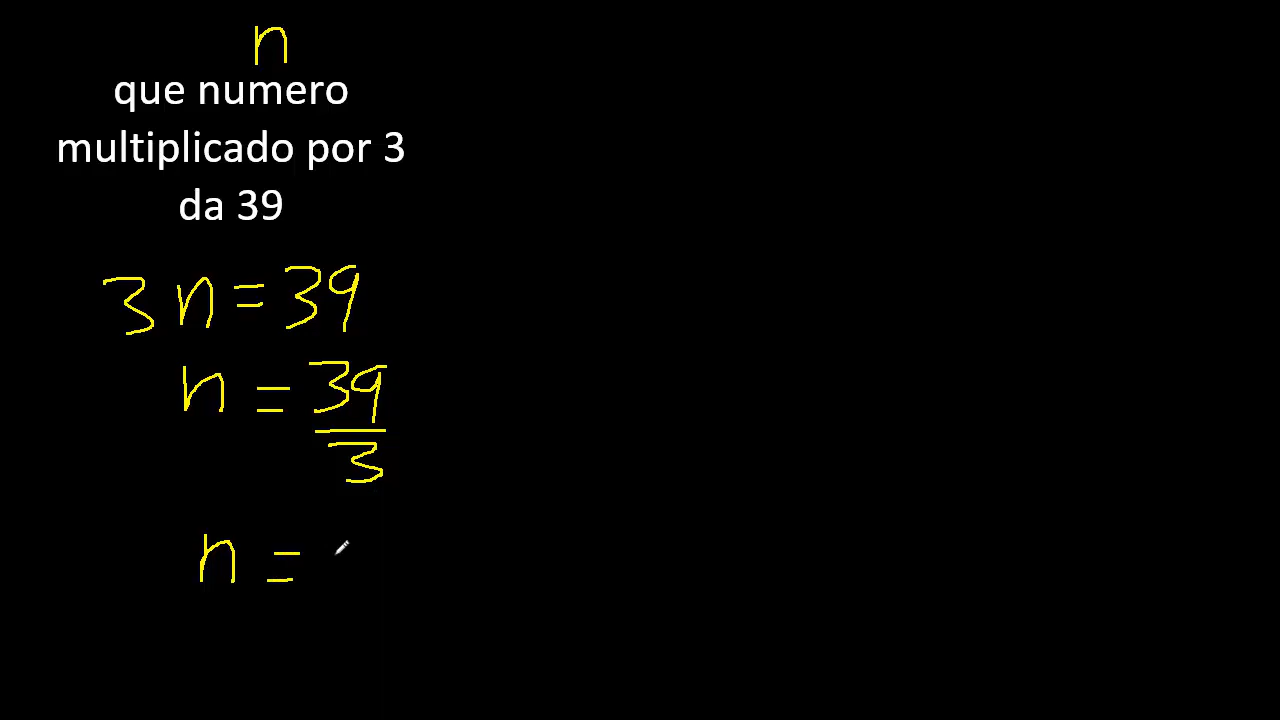 n
que numero
multiplicado por 3
da 39
3n=39
n = 39
3
n =